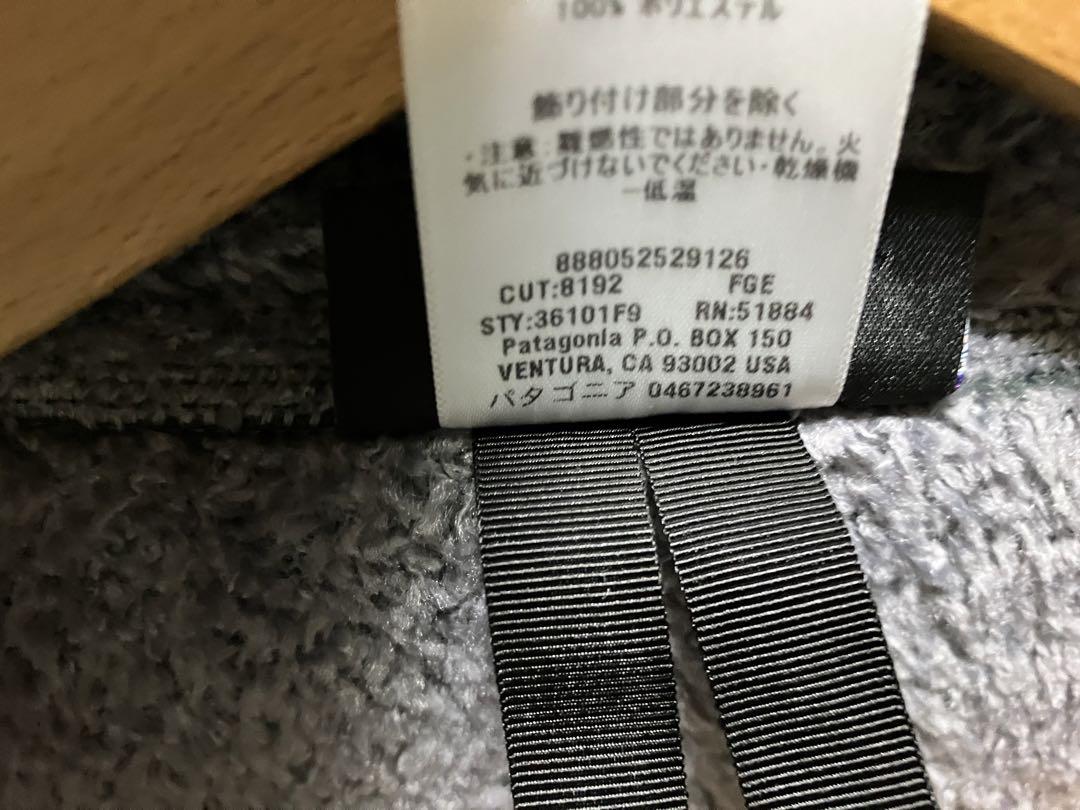 100% ポリエステル
飾り付け部分を除く
・注意：難燃性ではありません。火
気に近づけないでください・乾燥機
ー低温
888052529126
CUT:8192 FGE
STY:36101F9 RN:51884
Patagonia P.O. BOX 150
VENTURA, CA 93002 USA
パタゴニア 0467238961